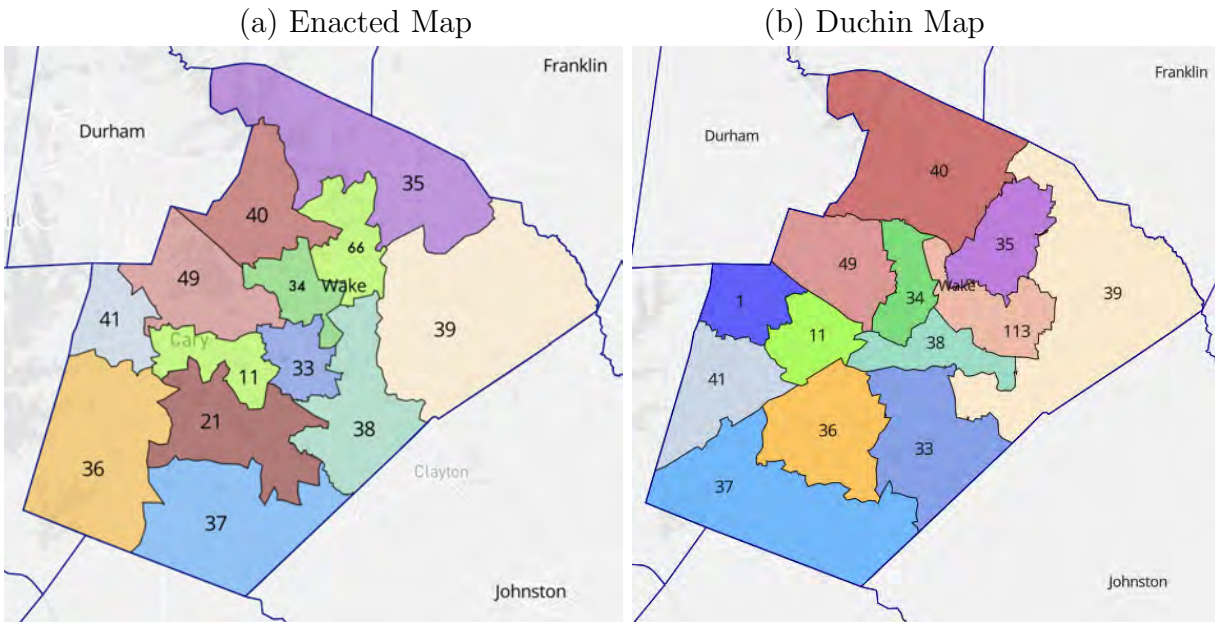 (a) Enacted Map
(b) Duchin Map
Franklin
Durham
35
40
66
49
34 Wake
41
39
Cary
33
11
21
38
36
Clayton
37
Johnston
Franklin
Durham
40
35
49
39
1
34
Wake
11
38
113
41
36
33
37
Johnston